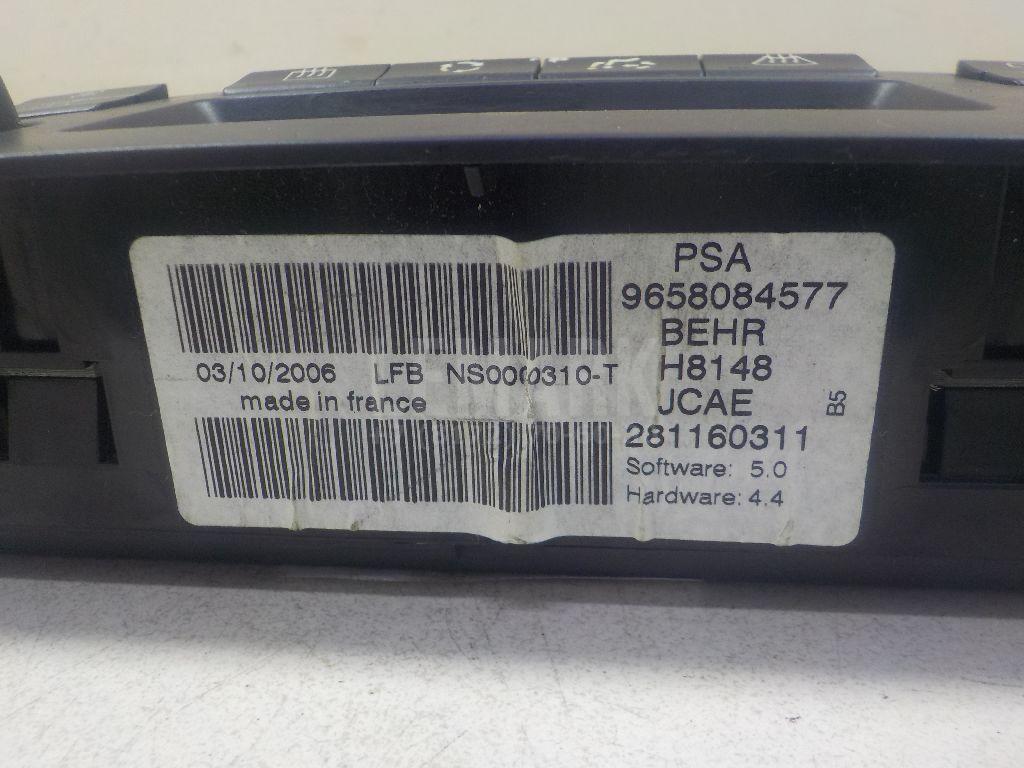 PSA
9658084577
BEHR
H8148
JCAE
281160311
Software: 5.0
Hardware: 4.4
B5
03/10/2006 LFB NS0000310-T
made in france